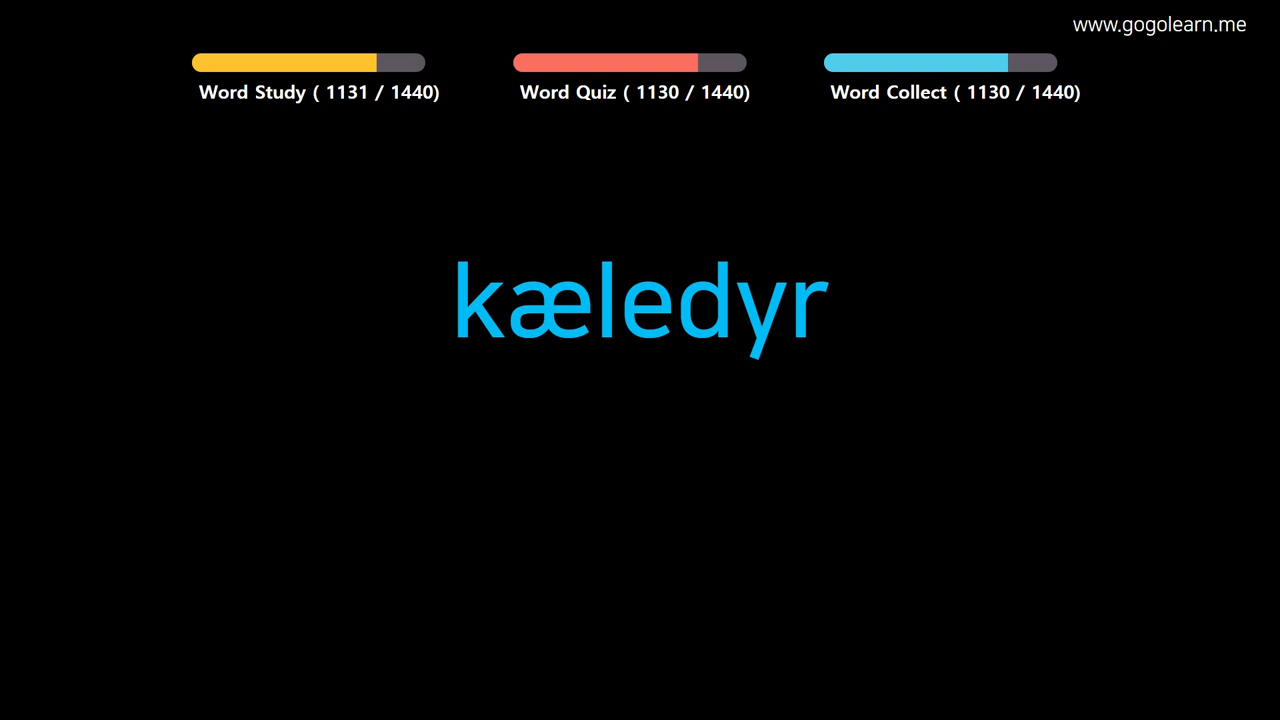 www.gogolearn.me
Word Study ( 1131 / 1440)
Word Quiz ( 1130 / 1440)
Word Collect ( 1130 / 1440)
kæledyr